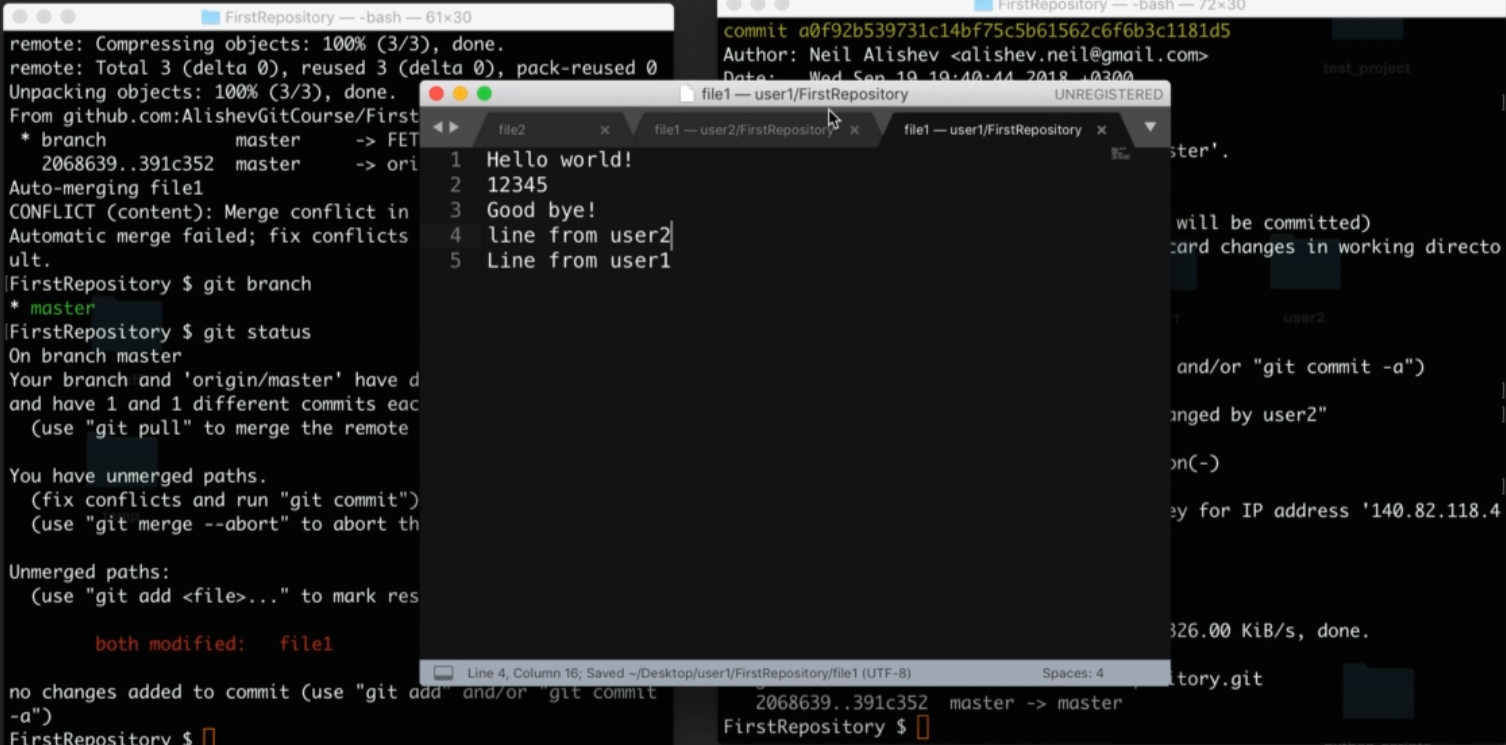 FirstRepository — -bash — 61×30
remote: Compressing objects: 100% (3/3), done.
remote: Total 3 (delta 0), reused 3 (delta 0), pack-reused 0
Unpacking objects: 100% (3/3), done.
From github.com:AlishevGitCourse/First
* branch master -> FET
2068639..391c352 master -> ori
Auto-merging file1
CONFLICT (content): Merge conflict in
Automatic merge failed; fix conflicts
ult.
FirstRepository $ git branch
* master
FirstRepository $ git status
On branch master
Your branch and 'origin/master' have d
and have 1 and 1 different commits eac
(use "git pull" to merge the remote
You have unmerged paths.
(fix conflicts and run "git commit")
(use "git merge --abort" to abort th
Unmerged paths:
(use "git add <file>..." to mark res
both modified: file1
no changes added to commit (use "git add" and/or "git commit
-a")
FirstRepository $
file1 — user1/FirstRepository
UNREGISTERED
file2
file1 — user2/FirstRepository
file1 — user1/FirstRepository
1 Hello world!
2 12345
3 Good bye!
4 line from user2
5 Line from user1
Line 4, Column 16; Saved ~/Desktop/user1/FirstRepository/file1 (UTF-8)
Spaces: 4
FirstRepository — -bash — 72×30
commit a0f92b539731c14bf75c5b61562c6f6b3c1181d5
Author: Neil Alishev <alishev.neil@gmail.com>
Date: Wed Sep 19 19:40:44 2018 +0300
ster'.
will be committed)
card changes in working directo
and/or "git commit -a")
anged by user2"
on(-)
ey for IP address '140.82.118.4
326.00 KiB/s, done.
itory.git
2068639..391c352 master -> master
FirstRepository $
test_project
user2